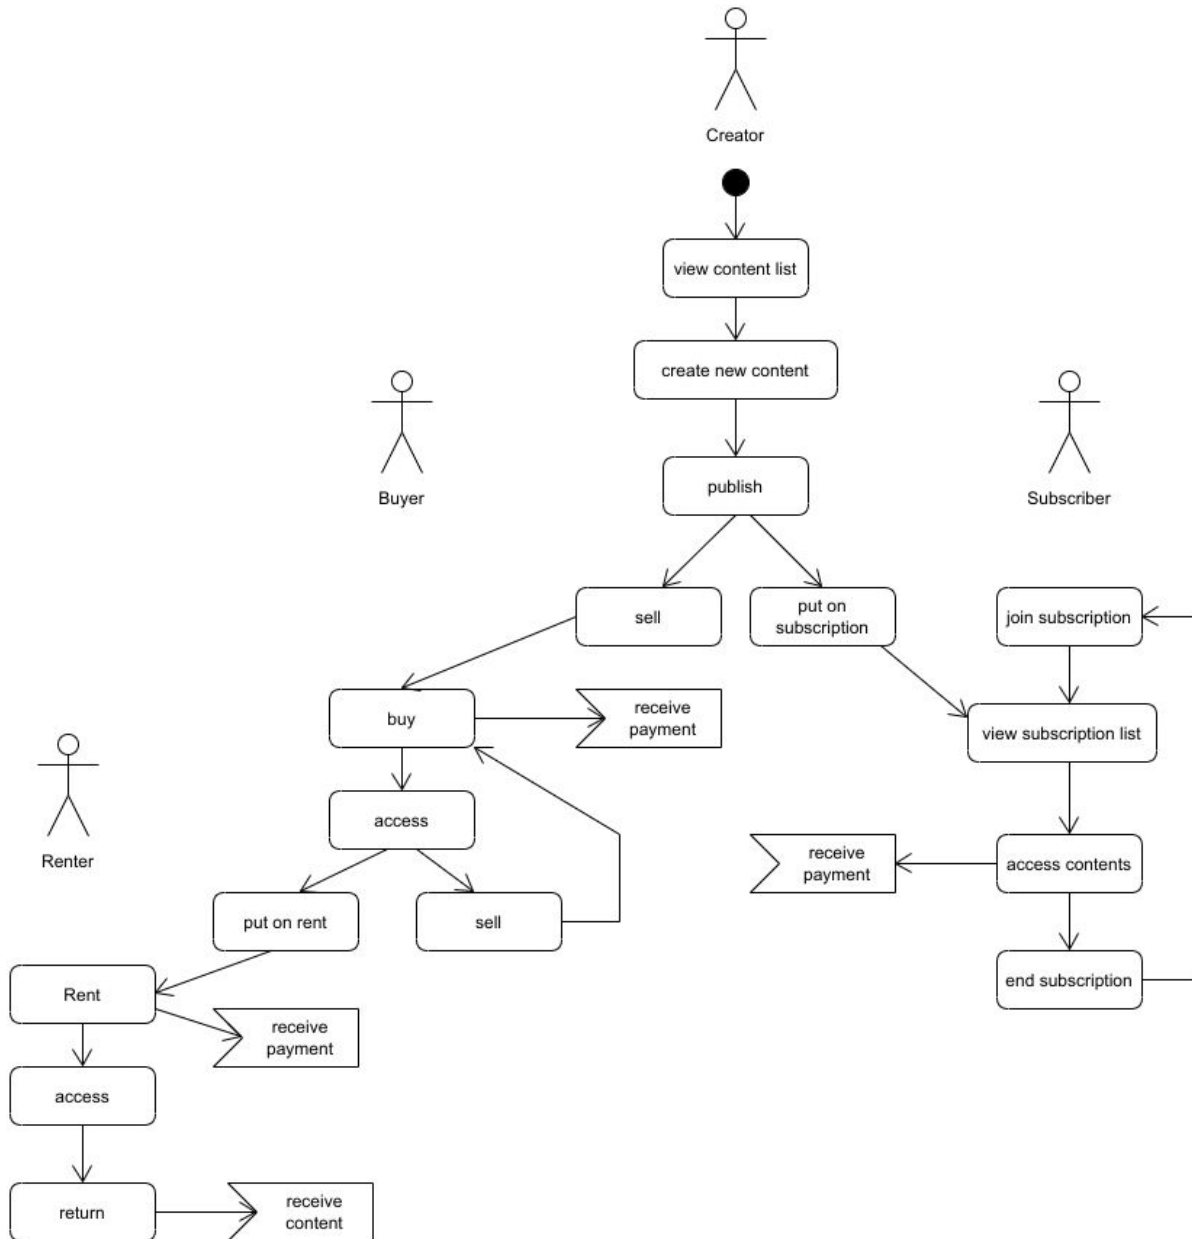 Creator
view content list
create new content
Buyer
publish
Subscriber
sell
put on
subscription
join subscription
buy
receive
payment
view subscription list
Renter
access
receive
payment
access contents
put on rent
sell
Rent
end subscription
receive
payment
access
return
receive
content